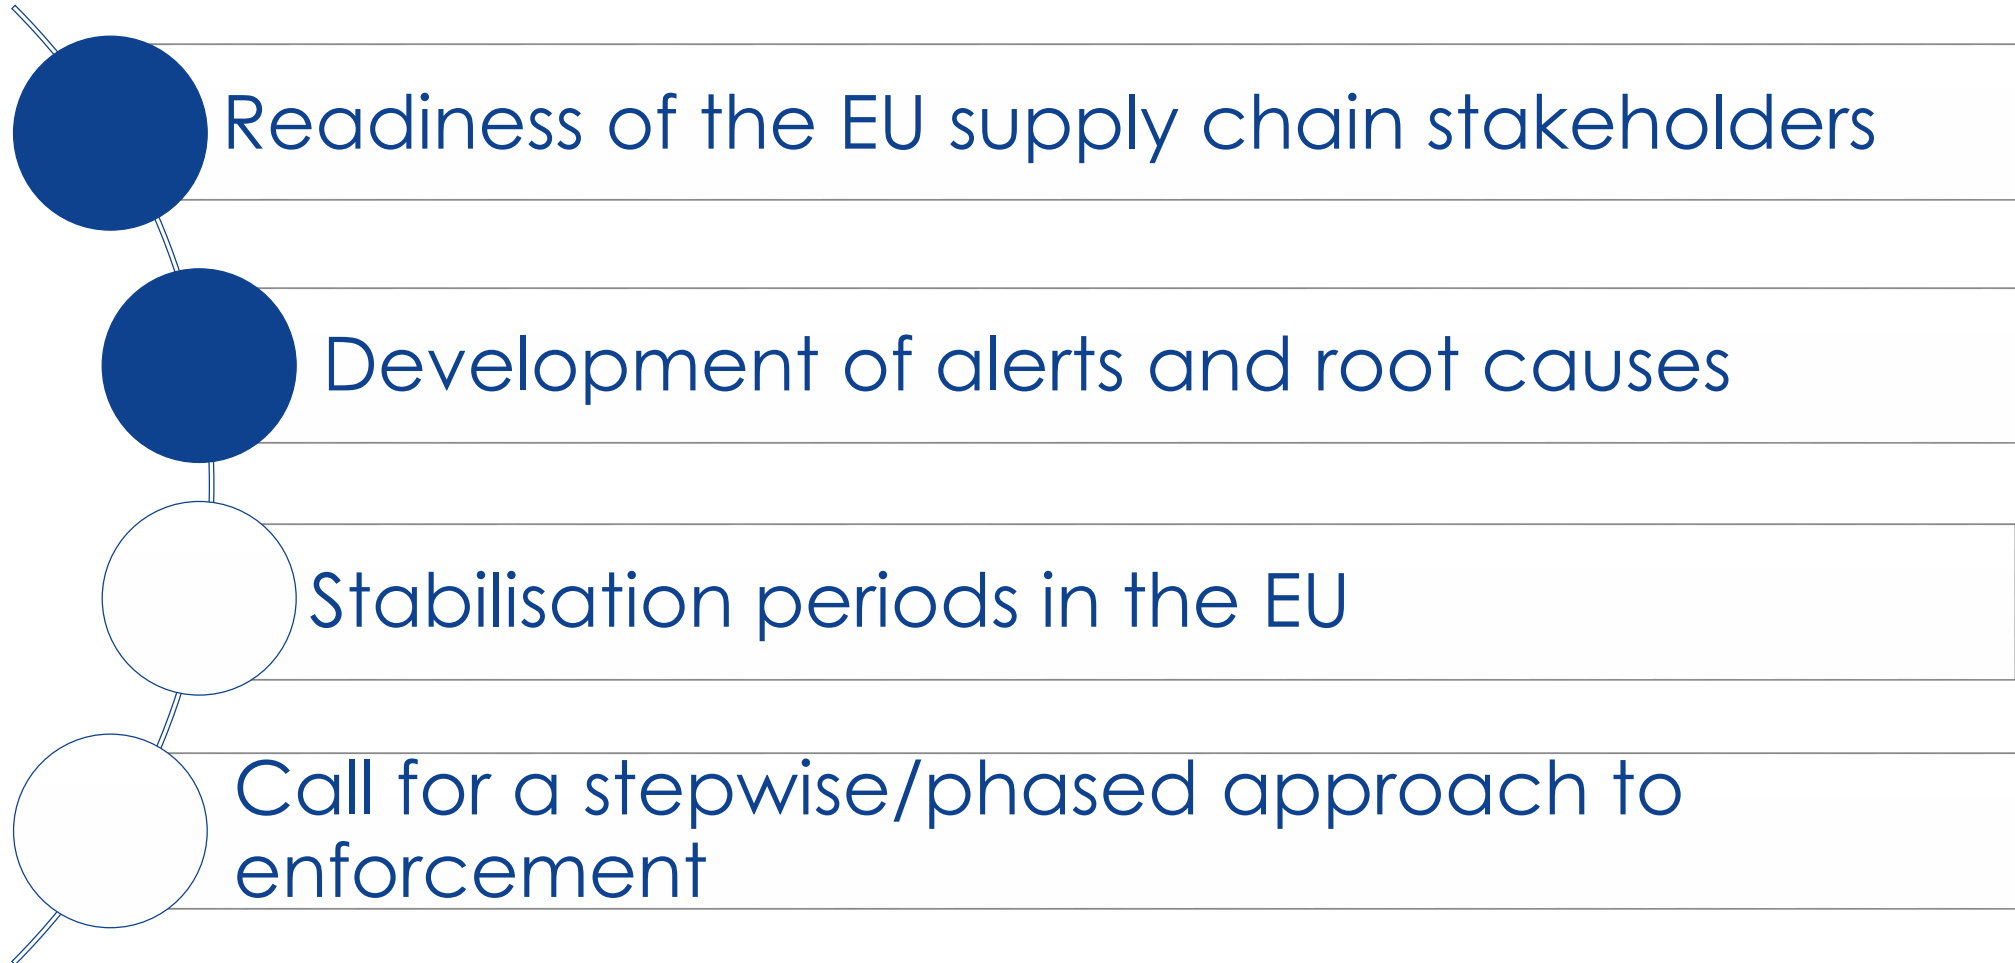 Readiness of the EU supply chain stakeholders
Development of alerts and root causes
Stabilisation periods in the EU
Call for a stepwise/phased approach to
enforcement